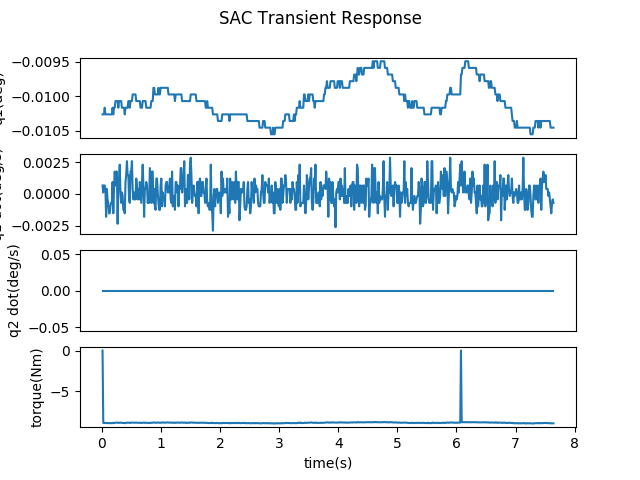 SAC Transient Response
−0.0095
−0.0100
−0.0105
0.0025
0.0000
−0.0025
0.05
0.00
−0.05
q2 dot(deg/s)
0
−5
torque(Nm)
0 1 2 3 4 5 6 7 8
time(s)